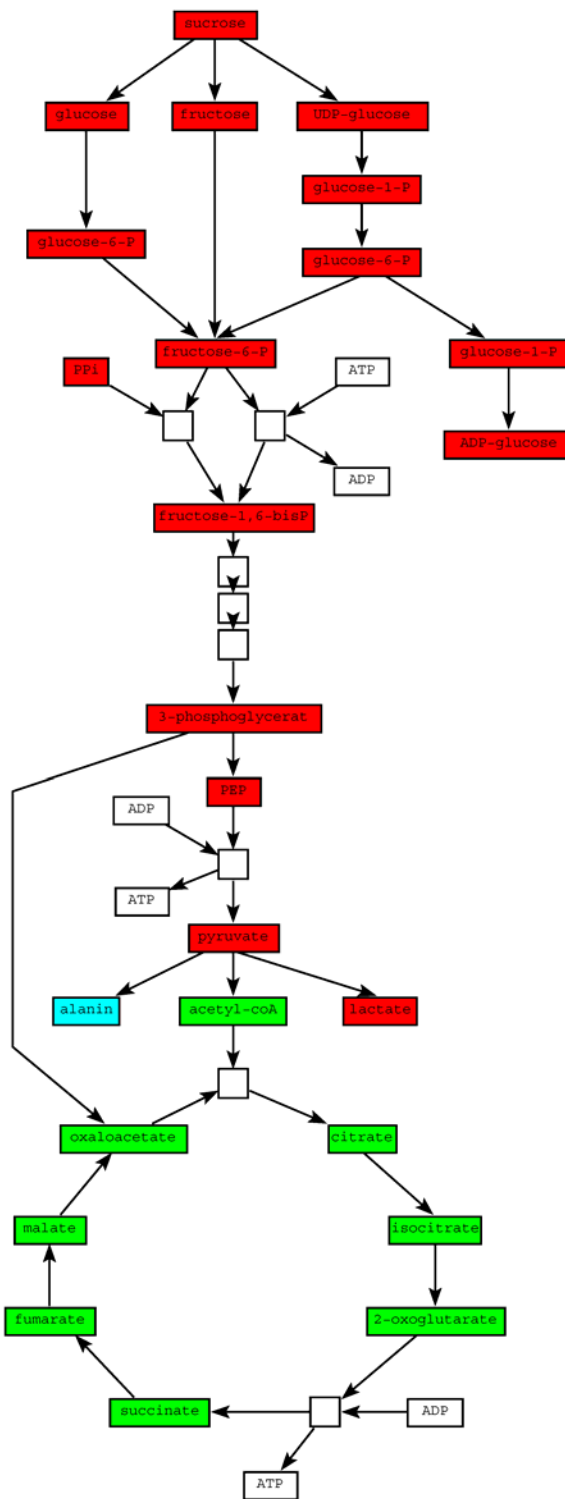 sucrose
glucose
fructose
UDP-glucose
glucose-1-P
glucose-6-P
glucose-6-P
fructose-6-P
glucose-1-P
PPi
ATP
ADP-glucose
ADP
fructose-1,6-bisP
3-phosphoglycerat
PEP
ADP
ATP
pyruvate
alanin
acetyl-coA
lactate
oxaloacetate
citrate
malate
isocitrate
fumarate
2-oxoglutarate
succinate
ADP
ATP